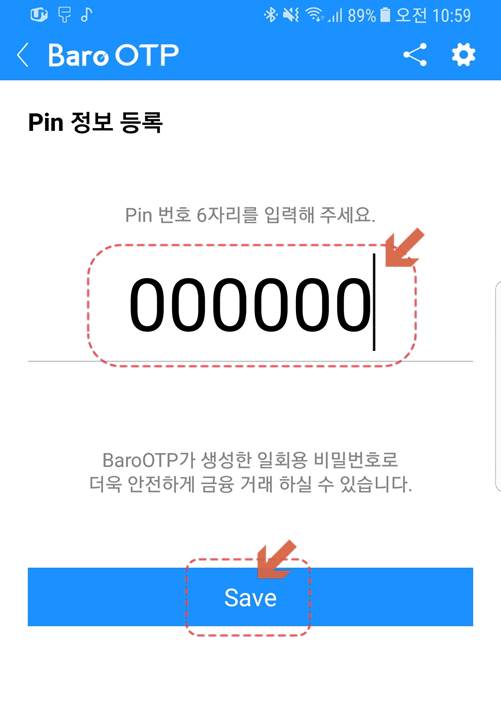 89% 오전 10:59
Baro OTP
Pin 정보 등록
Pin 번호 6자리를 입력해 주세요.
000000
BaroOTP가 생성한 일회용 비밀번호로
더욱 안전하게 금융 거래 하실 수 있습니다.
Save